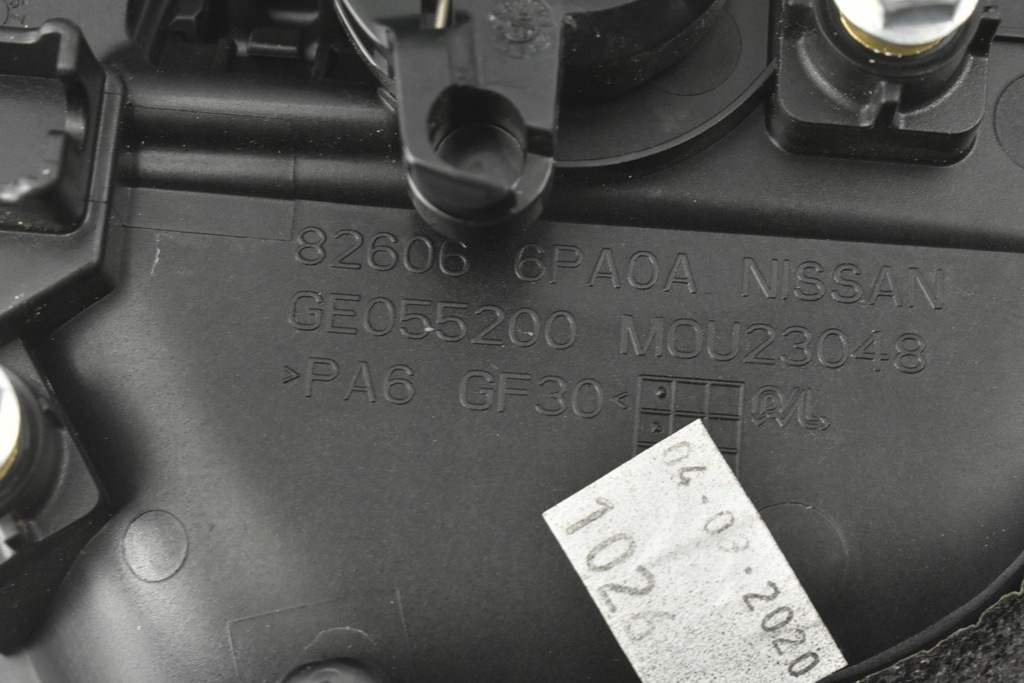 82606 6PA0A NISSAN
GE055200 MOU23048
>PA6 GF30< R/L
04.03.2020
1026